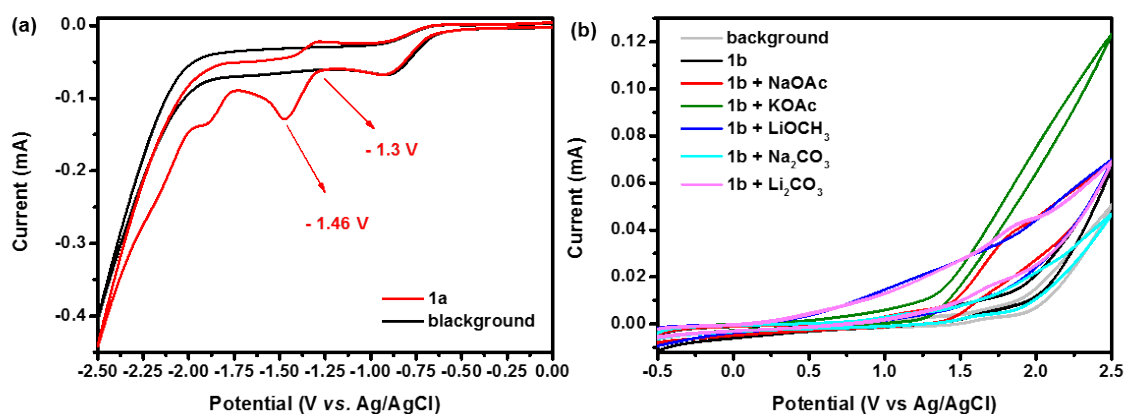 (a)
0.0
-0.1
-0.2
-0.3
-0.4
Current (mA)
- 1.3 V
- 1.46 V
1a
blackground
-2.50 -2.25 -2.00 -1.75 -1.50 -1.25 -1.00 -0.75 -0.50 -0.25 0.00
Potential (V vs. Ag/AgCl)
(b)
0.12
0.10
0.08
0.06
0.04
0.02
0.00
Current (mA)
background
1b
1b + NaOAc
1b + KOAc
1b + LiOCH₃
1b + Na₂CO₃
1b + Li₂CO₃
-0.5 0.0 0.5 1.0 1.5 2.0 2.5
Potential (V vs Ag/AgCl)